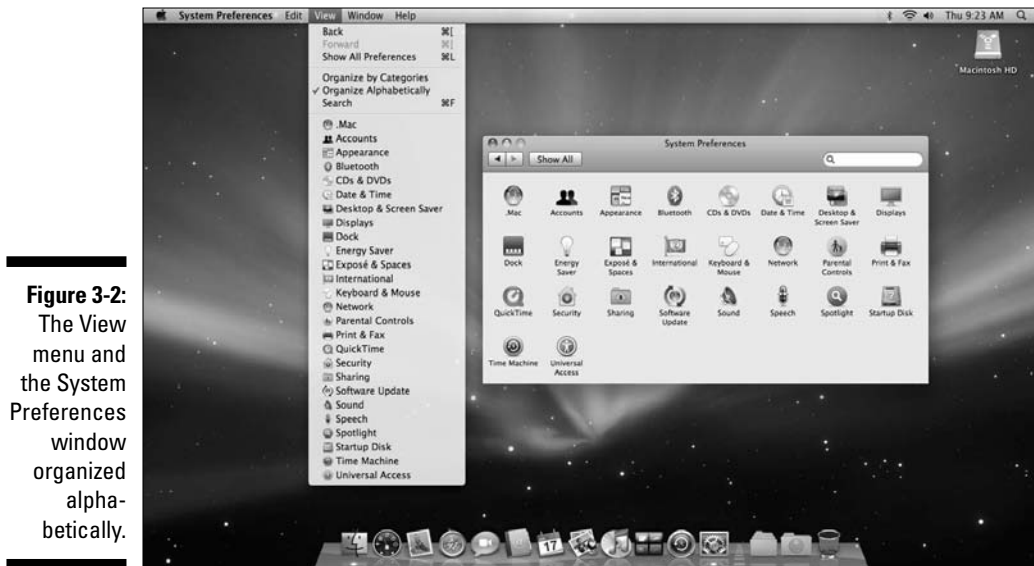 System Preferences Edit View Window Help
Thu 9:23 AM
Back ⌘[
Forward ⌘]
Show All Preferences ⌘L
Organize by Categories
✓ Organize Alphabetically
Search ⌘F
.Mac
Accounts
Appearance
Bluetooth
CDs & DVDs
Date & Time
Desktop & Screen Saver
Displays
Dock
Energy Saver
Exposé & Spaces
International
Keyboard & Mouse
Network
Parental Controls
Print & Fax
QuickTime
Security
Sharing
Software Update
Sound
Speech
Spotlight
Startup Disk
Time Machine
Universal Access
Macintosh HD
System Preferences
Show All
.Mac
Accounts
Appearance
Bluetooth
CDs & DVDs
Date & Time
Desktop &
Screen Saver
Displays
Dock
Energy
Saver
Exposé &
Spaces
International
Keyboard &
Mouse
Network
Parental
Controls
Print & Fax
QuickTime
Security
Sharing
Software
Update
Sound
Speech
Spotlight
Startup Disk
Time Machine
Universal
Access
17
Figure 3-2:
The View
menu and
the System
Preferences
window
organized
alpha-
betically.